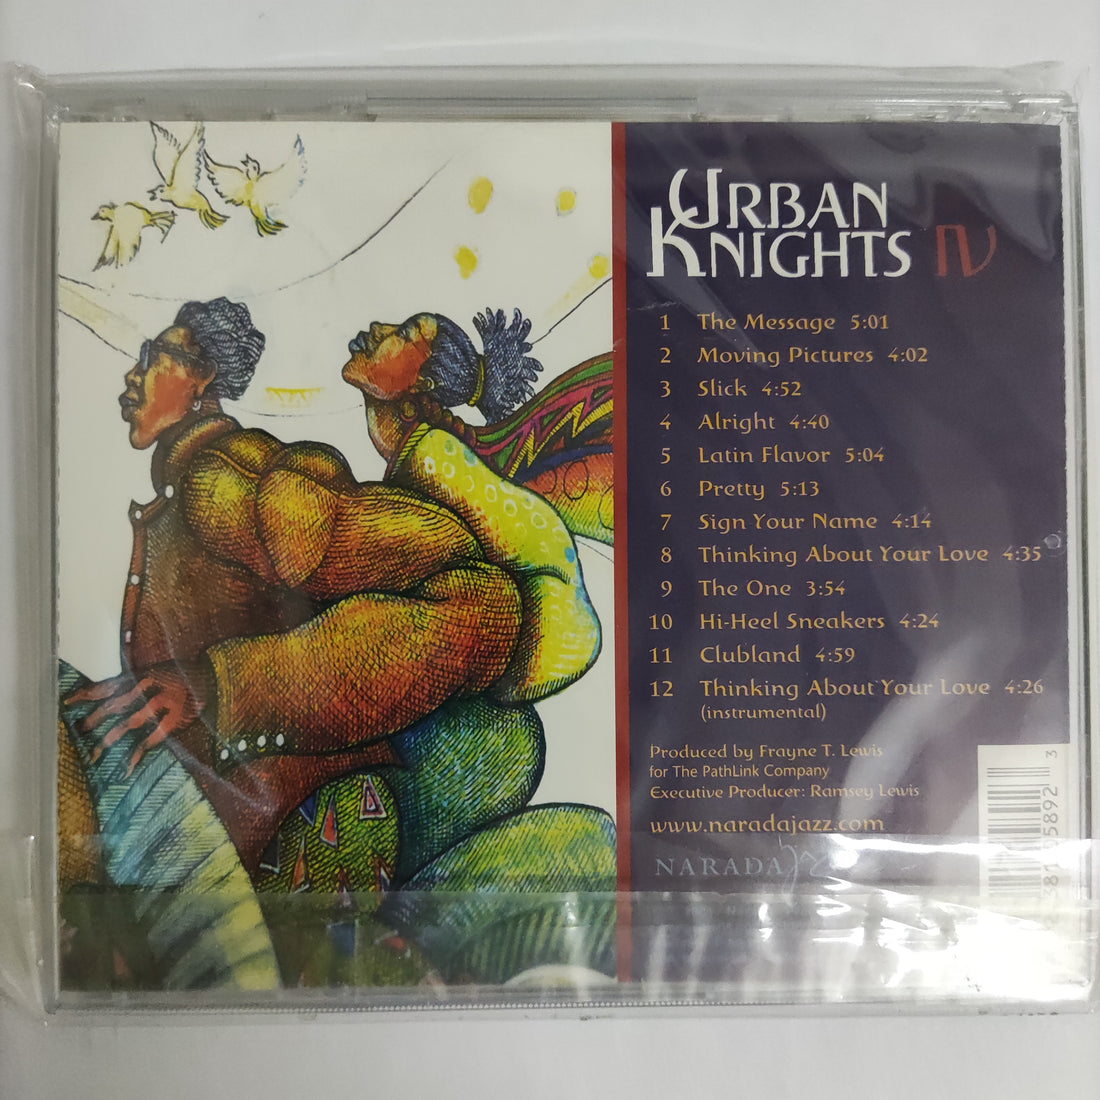 URBAN
KNIGHTS IV
1 The Message 5:01
2 Moving Pictures 4:02
3 Slick 4:52
4 Alright 4:40
5 Latin Flavor 5:04
6 Pretty 5:13
7 Sign Your Name 4:14
8 Thinking About Your Love 4:35
9 The One 3:54
10 Hi-Heel Sneakers 4:24
11 Clubland 4:59
12 Thinking About Your Love 4:26
(instrumental)
Produced by Frayne T. Lewis
for The PathLink Company
Executive Producer: Ramsey Lewis
www.naradajazz.com
NARADA jazz
3